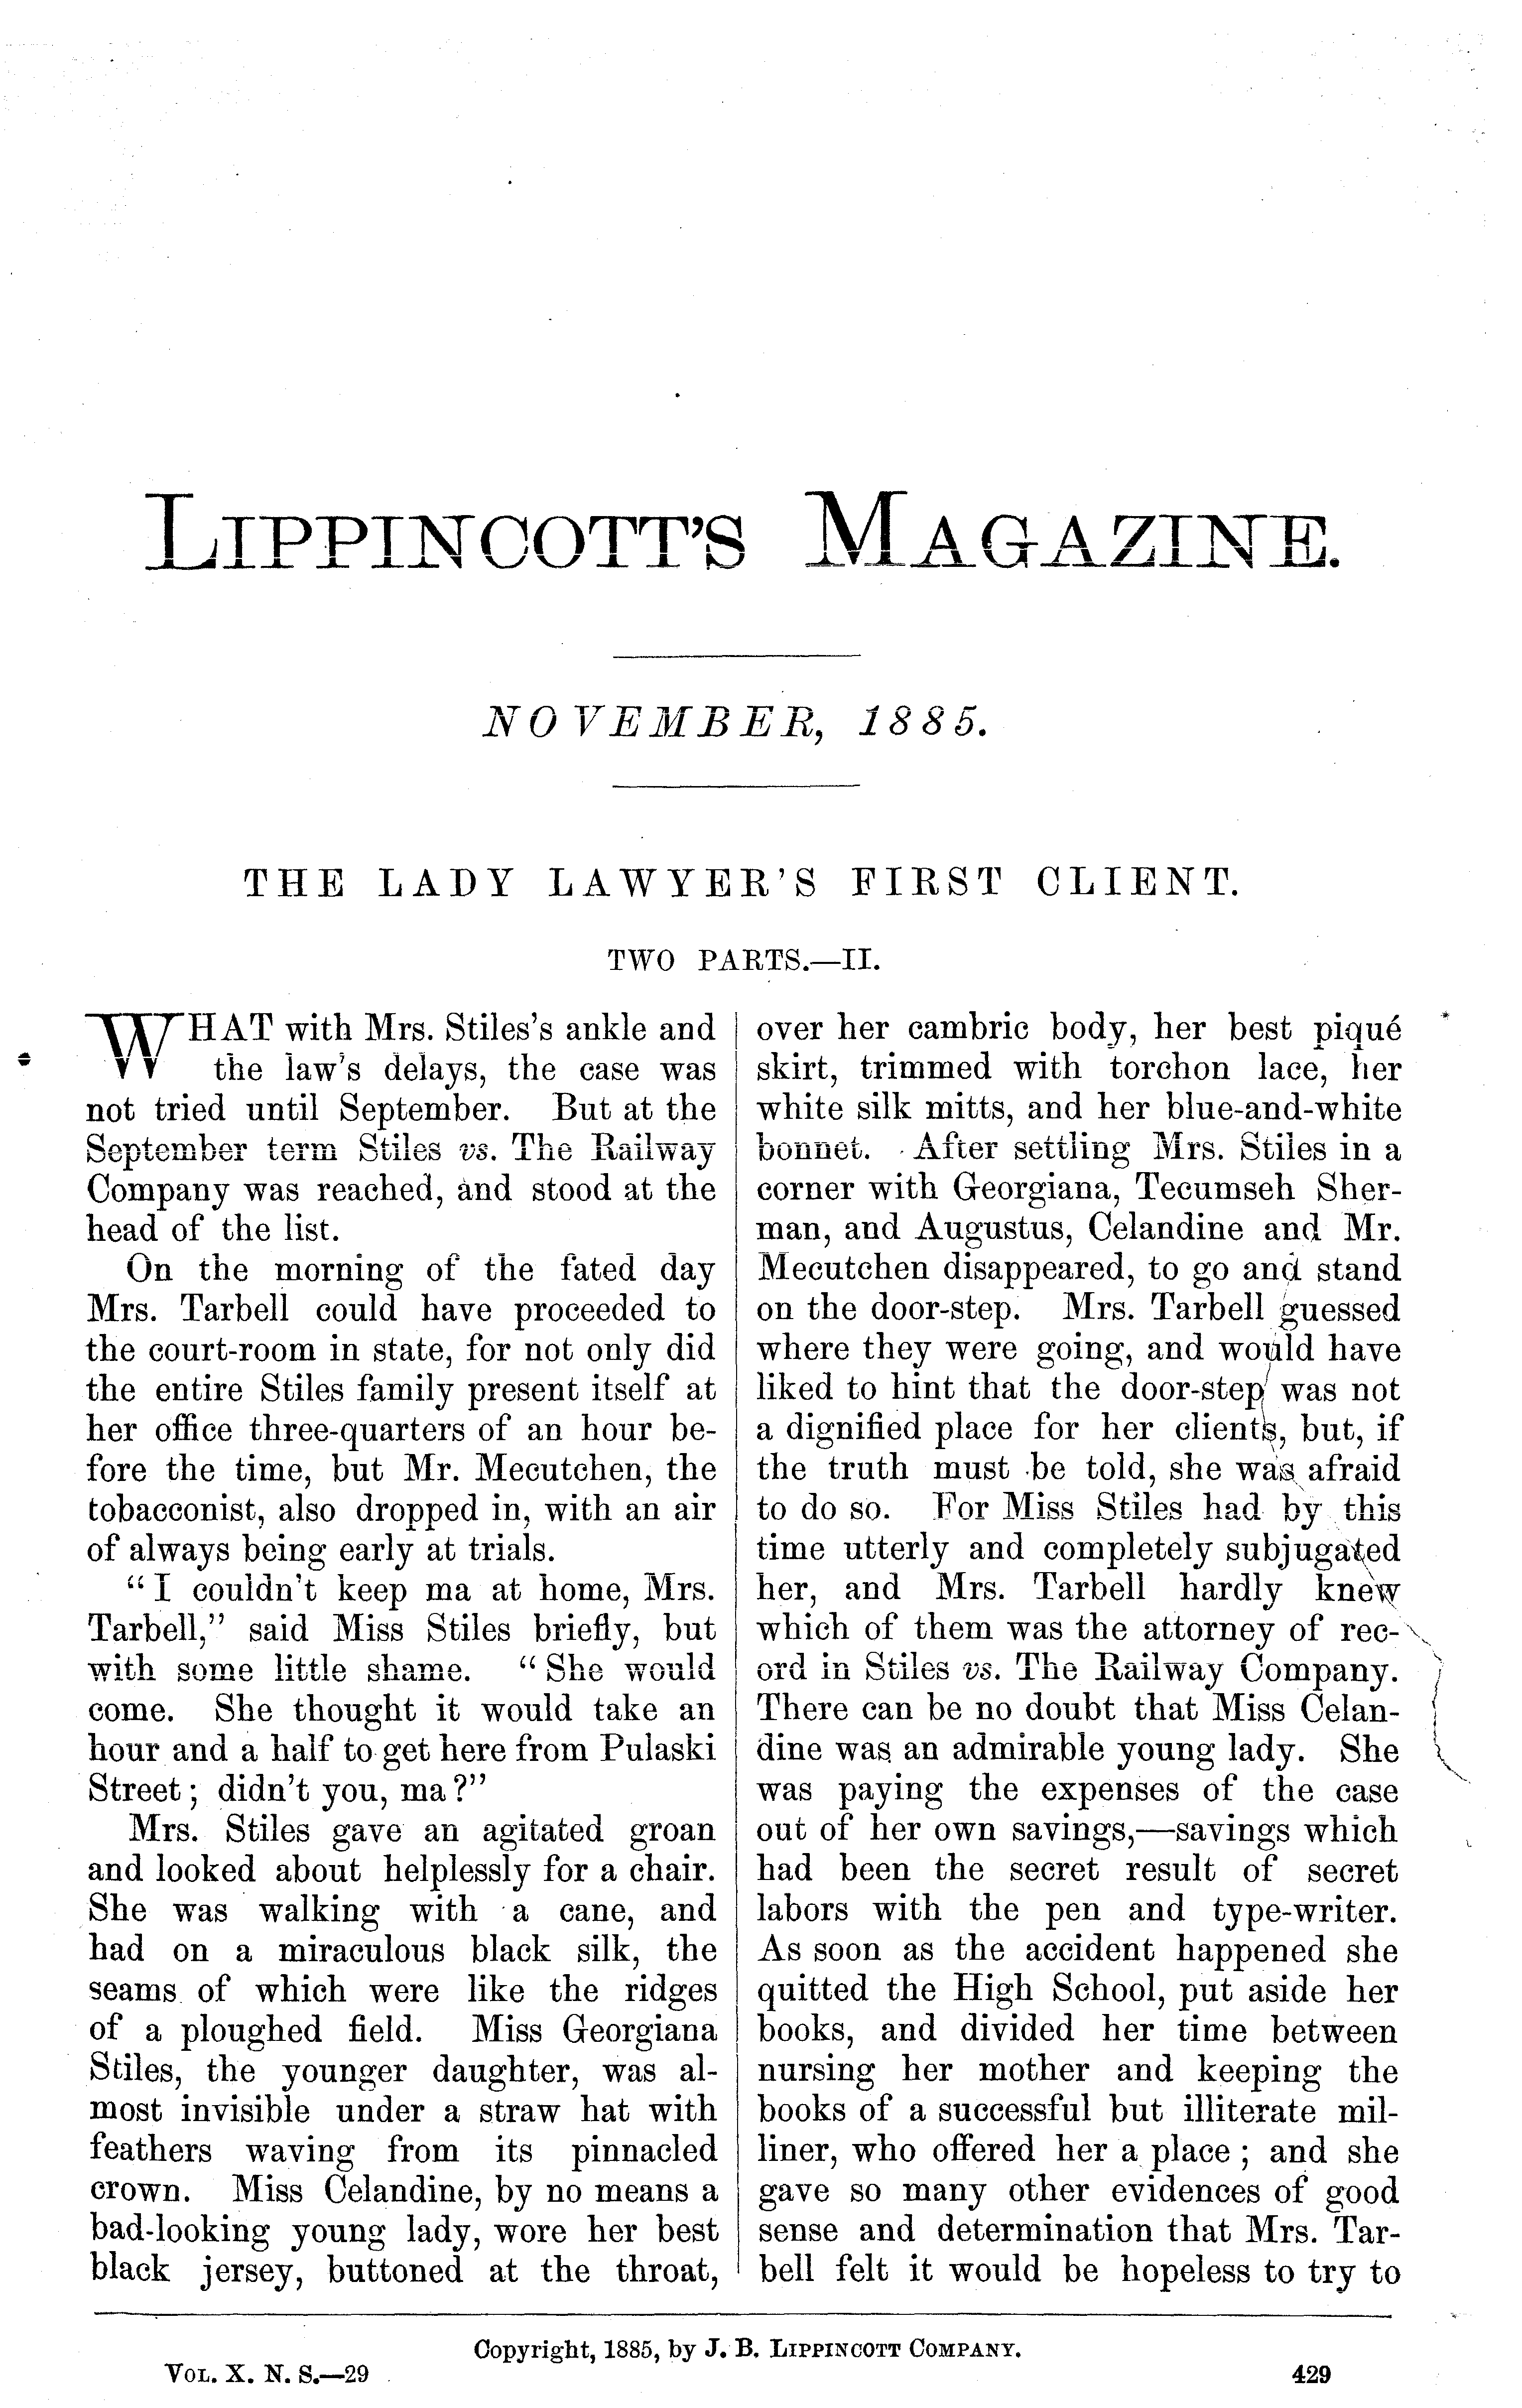 LIPPINCOTT'S MAGAZINE.
NOVEMBER, 1885.
THE LADY LAWYER'S FIRST CLIENT.
TWO PARTS.—II.
WHAT with Mrs. Stiles's ankle and
the law's delays, the case was
not tried until September. But at the
September term Stiles vs. The Railway
Company was reached, and stood at the
head of the list.
On the morning of the fated day
Mrs. Tarbell could have proceeded to
the court-room in state, for not only did
the entire Stiles family present itself at
her office three-quarters of an hour be-
fore the time, but Mr. Mecutchen, the
tobacconist, also dropped in, with an air
of always being early at trials.
"I couldn't keep ma at home, Mrs.
Tarbell," said Miss Stiles briefly, but
with some little shame. "She would
come. She thought it would take an
hour and a half to get here from Pulaski
Street; didn't you, ma?"
Mrs. Stiles gave an agitated groan
and looked about helplessly for a chair.
She was walking with a cane, and
had on a miraculous black silk, the
seams of which were like the ridges
of a ploughed field. Miss Georgiana
Stiles, the younger daughter, was al-
most invisible under a straw hat with
feathers waving from its pinnacled
crown. Miss Celandine, by no means a
bad-looking young lady, wore her best
black jersey, buttoned at the throat,
over her cambric body, her best piqué
skirt, trimmed with torchon lace, her
white silk mitts, and her blue-and-white
bonnet. After settling Mrs. Stiles in a
corner with Georgiana, Tecumseh Sher-
man, and Augustus, Celandine and Mr.
Mecutchen disappeared, to go and stand
on the door-step. Mrs. Tarbell guessed
where they were going, and would have
liked to hint that the door-step was not
a dignified place for her clients, but, if
the truth must be told, she was afraid
to do so. For Miss Stiles had by this
time utterly and completely subjugated
her, and Mrs. Tarbell hardly knew
which of them was the attorney of rec-
ord in Stiles vs. The Railway Company.
There can be no doubt that Miss Celan-
dine was an admirable young lady. She
was paying the expenses of the case
out of her own savings,—savings which
had been the secret result of secret
labors with the pen and type-writer.
As soon as the accident happened she
quitted the High School, put aside her
books, and divided her time between
nursing her mother and keeping the
books of a successful but illiterate mil-
liner, who offered her a place; and she
gave so many other evidences of good
sense and determination that Mrs. Tar-
bell felt it would be hopeless to try to
Copyright, 1885, by J. B. LIPPINCOTT COMPANY.
VOL. X. N. S.—29
429